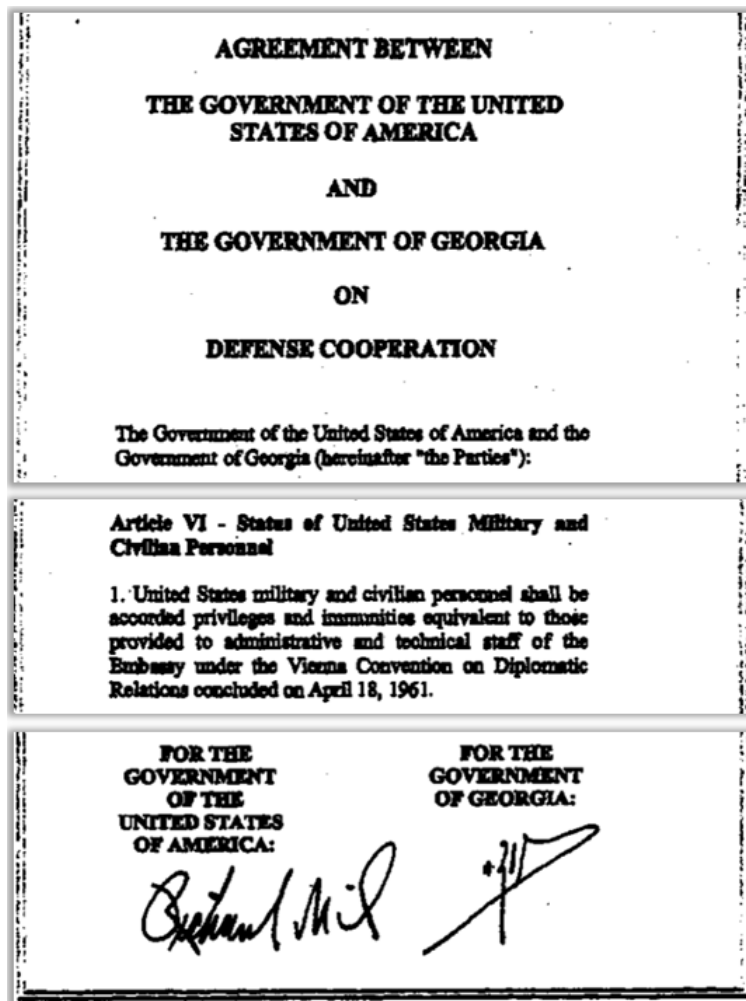 AGREEMENT BETWEEN
THE GOVERNMENT OF THE UNITED
STATES OF AMERICA
AND
THE GOVERNMENT OF GEORGIA
ON
DEFENSE COOPERATION
The Government of the United States of America and the
Government of Georgia (hereinafter "the Parties"):
Article VI - Status of United States Military and
Civilian Personnel
1. United States military and civilian personnel shall be
accorded privileges and immunities equivalent to those
provided to administrative and technical staff of the
Embassy under the Vienna Convention on Diplomatic
Relations concluded on April 18, 1961.
FOR THE
GOVERNMENT
OF THE
UNITED STATES
OF AMERICA:
FOR THE
GOVERNMENT
OF GEORGIA:
Richard